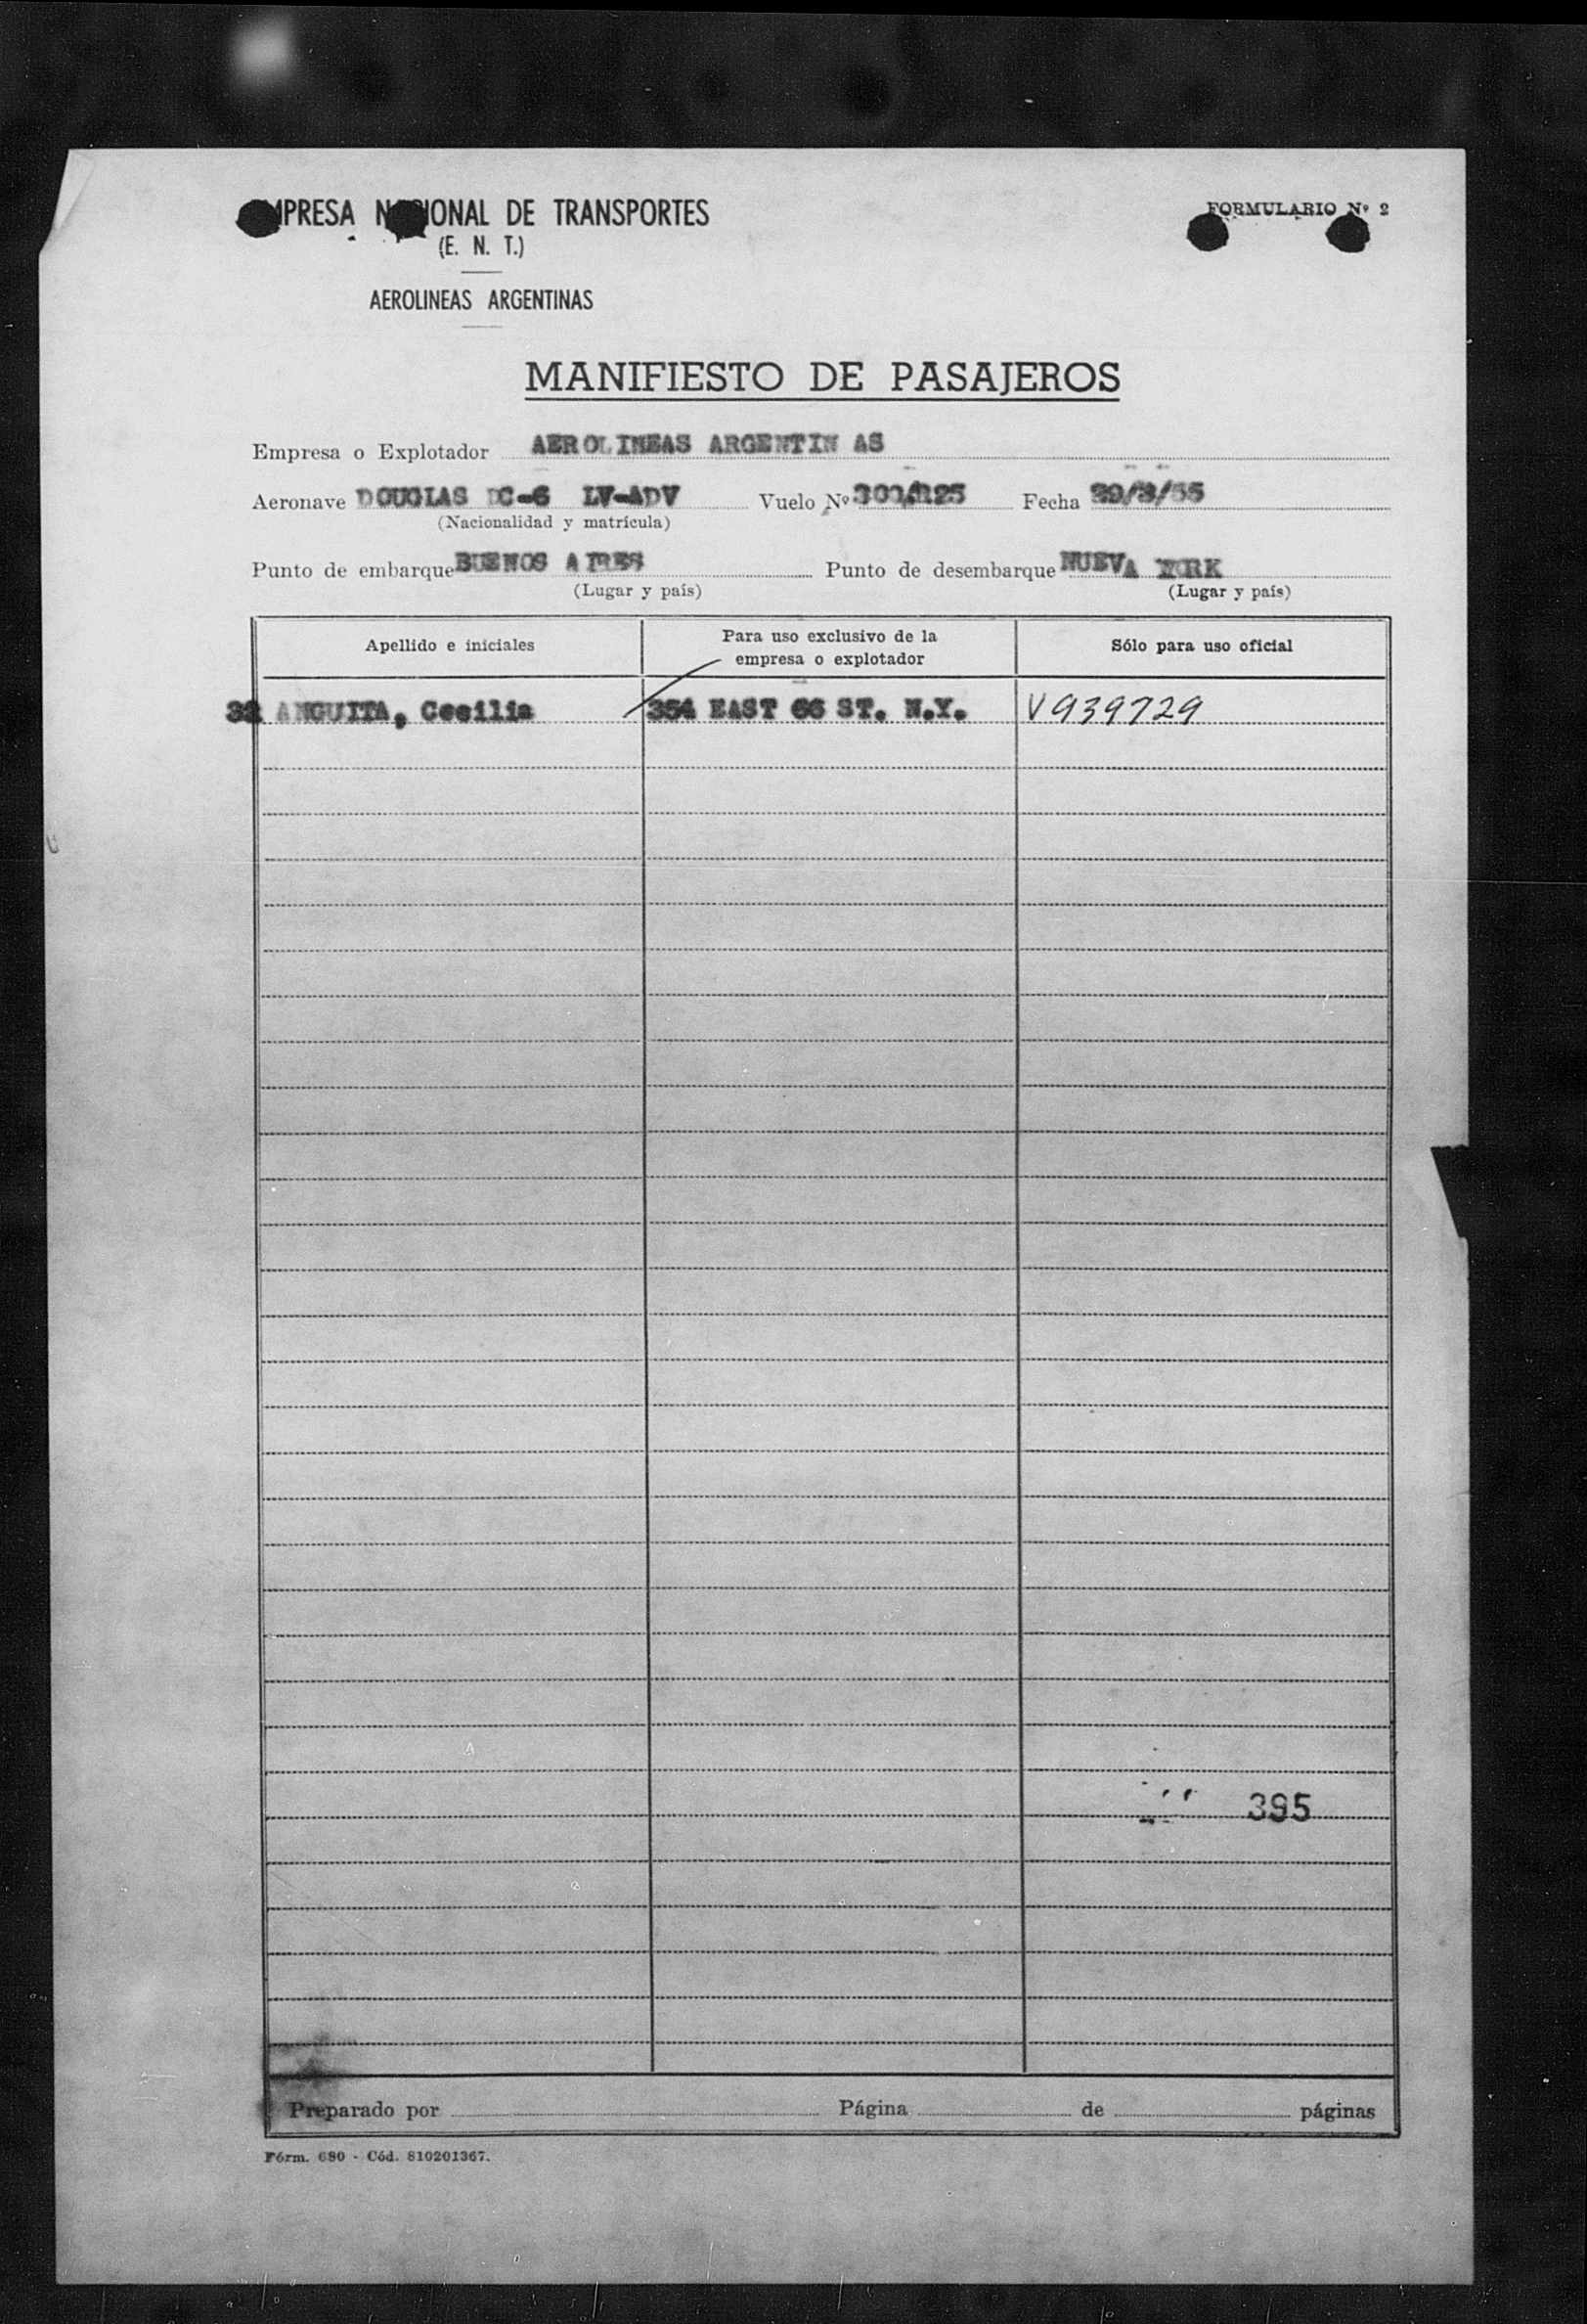 EMPRESA NACIONAL DE TRANSPORTES
FORMULARIO Nº 2
(E. N. T.)
AEROLINEAS ARGENTINAS
MANIFIESTO DE PASAJEROS
Empresa o Explotador AEROLINEAS ARGENTIN AS
Aeronave DOUGLAS DC-6 LV-ADV Vuelo Nº Fecha
(Nacionalidad y matrícula)
Punto de embarque BUENOS AIRES Punto de desembarque NUEVA YORK
(Lugar y país) (Lugar y país)
Apellido e iniciales
Para uso exclusivo de la
empresa o explotador
Sólo para uso oficial
ANGUITA, Cecilia 354 EAST 66 ST. N.Y. V939729
395
Preparado por Página de páginas
Fórm. 680 - Cód. 810201367.